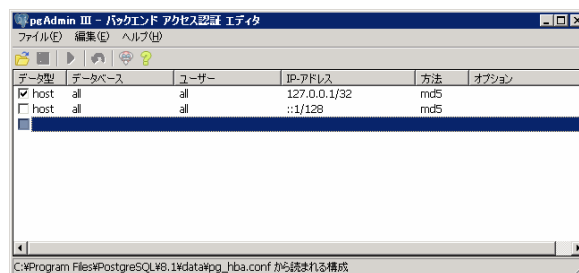 pgAdmin III - バックエンド アクセス認証 エディタ
ファイル(F) 編集(E) ヘルプ(H)
データ型 データベース ユーザー IP-アドレス 方法 オプション
host all all 127.0.0.1/32 md5
host all all ::1/128 md5
C:¥Program Files¥PostgreSQL¥8.1¥data¥pg_hba.conf から読まれる構成